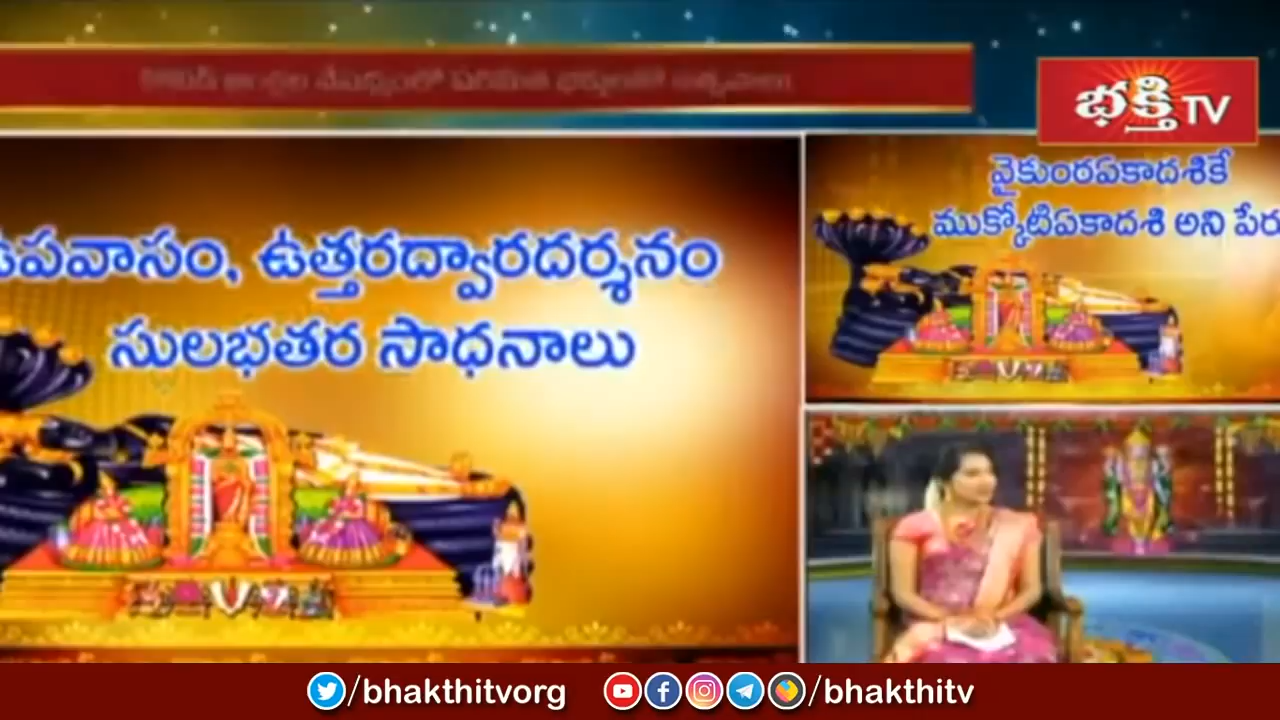 భక్తి TV
ఉపవాసం, ఉత్తరద్వారదర్శనం
సులభతర సాధనాలు
వైకుంఠఏకాదశికే
ముక్కోటిఏకాదశి అని పేరు
/bhakthitvorg /bhakthitv